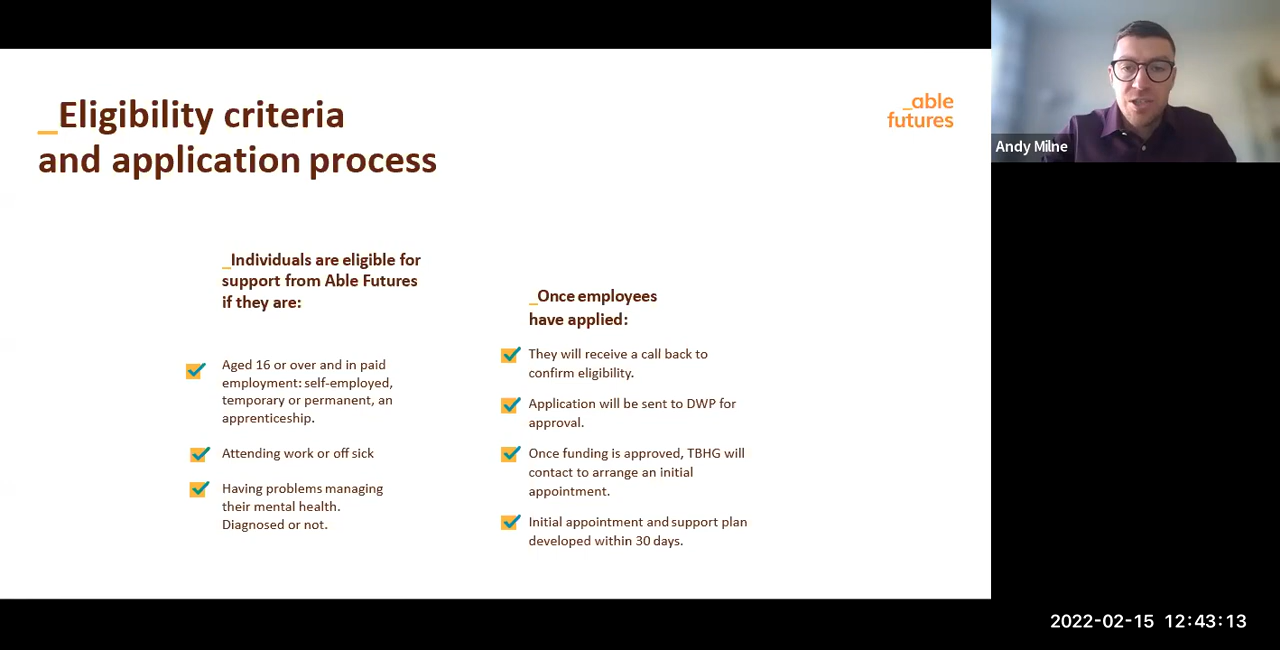 _Eligibility criteria
and application process
_able
futures
Andy Milne
_Individuals are eligible for
support from Able Futures
if they are:
Aged 16 or over and in paid
employment: self-employed,
temporary or permanent, an
apprenticeship.
Attending work or off sick
Having problems managing
their mental health.
Diagnosed or not.
_Once employees
have applied:
They will receive a call back to
confirm eligibility.
Application will be sent to DWP for
approval.
Once funding is approved, TBHG will
contact to arrange an initial
appointment.
Initial appointment and support plan
developed within 30 days.
2022-02-15 12:43:13